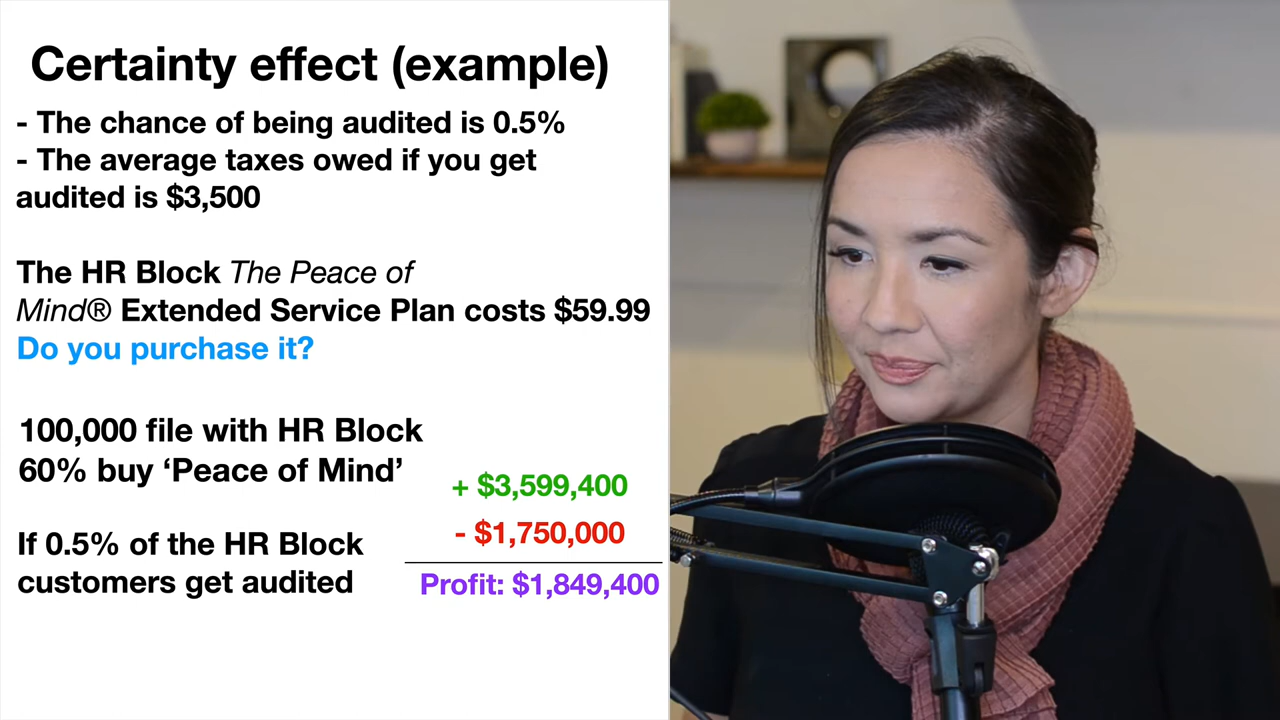 Certainty effect (example)
- The chance of being audited is 0.5%
- The average taxes owed if you get
audited is $3,500
The HR Block The Peace of
Mind® Extended Service Plan costs $59.99
Do you purchase it?
100,000 file with HR Block
60% buy ‘Peace of Mind’
+ $3,599,400
- $1,750,000
If 0.5% of the HR Block
customers get audited
Profit: $1,849,400